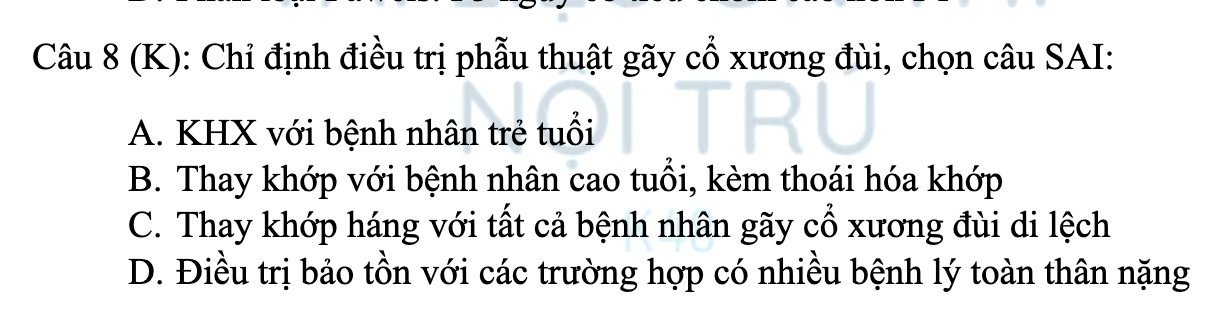 Câu 8 (K): Chỉ định điều trị phẫu thuật gãy cổ xương đùi, chọn câu SAI:
NỘI TRÚ
A. KHX với bệnh nhân trẻ tuổi
B. Thay khớp với bệnh nhân cao tuổi, kèm thoái hóa khớp
C. Thay khớp háng với tất cả bệnh nhân gãy cổ xương đùi di lệch
D. Điều trị bảo tồn với các trường hợp có nhiều bệnh lý toàn thân nặng